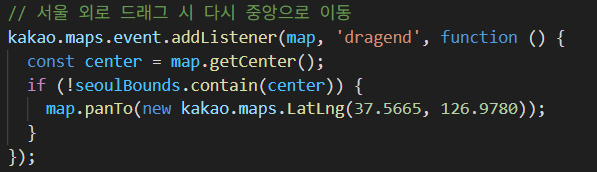 // 서울 외로 드래그 시 다시 중앙으로 이동
kakao.maps.event.addListener(map, 'dragend', function () {
  const center = map.getCenter();
  if (!seoulBounds.contain(center)) {
    map.panTo(new kakao.maps.LatLng(37.5665, 126.9780));
  }
});